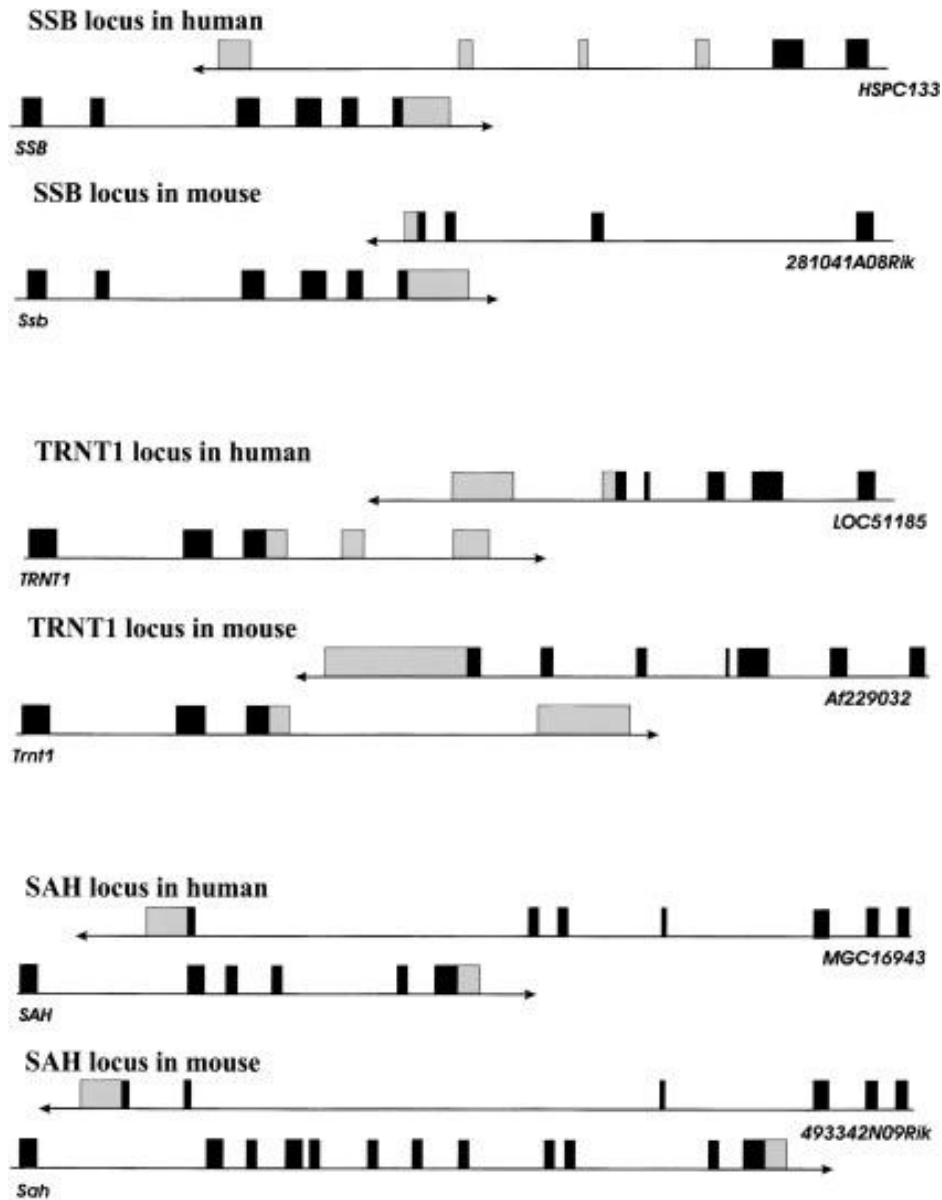 SSB locus in human
HSPC133
SSB
SSB locus in mouse
281041A08Rik
Ssb
TRNT1 locus in human
LOC51185
TRNT1
TRNT1 locus in mouse
Af229032
Trnt1
SAH locus in human
MGC16943
SAH
SAH locus in mouse
493342N09Rik
Sah